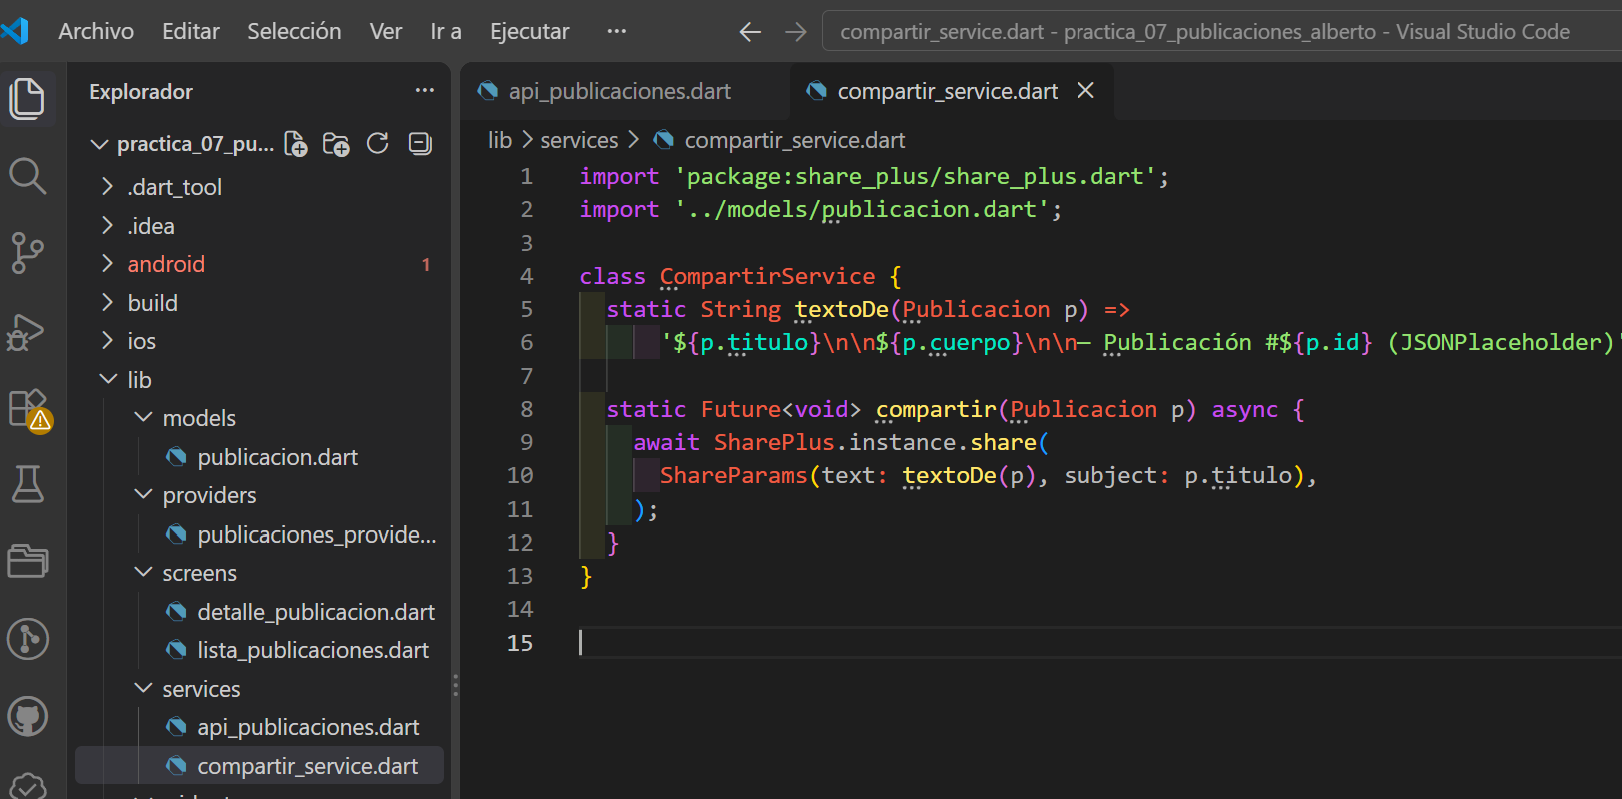 Archivo Editar Selección Ver Ir a Ejecutar ··· compartir_service.dart - practica_07_publicaciones_alberto - Visual Studio Code
Explorador ···
practica_07_pu...
.dart_tool
.idea
android 1
build
ios
lib
models
publicacion.dart
providers
publicaciones_provide...
screens
detalle_publicacion.dart
lista_publicaciones.dart
services
api_publicaciones.dart
compartir_service.dart
api_publicaciones.dart compartir_service.dart
lib > services > compartir_service.dart
1 import 'package:share_plus/share_plus.dart';
2 import '../models/publicacion.dart';
3
4 class CompartirService {
5 static String textoDe(Publicacion p) =>
6 '${p.titulo}\n\n${p.cuerpo}\n\n— Publicación #${p.id} (JSONPlaceholder)'
7
8 static Future<void> compartir(Publicacion p) async {
9 await SharePlus.instance.share(
10 ShareParams(text: textoDe(p), subject: p.titulo),
11 );
12 }
13 }
14
15